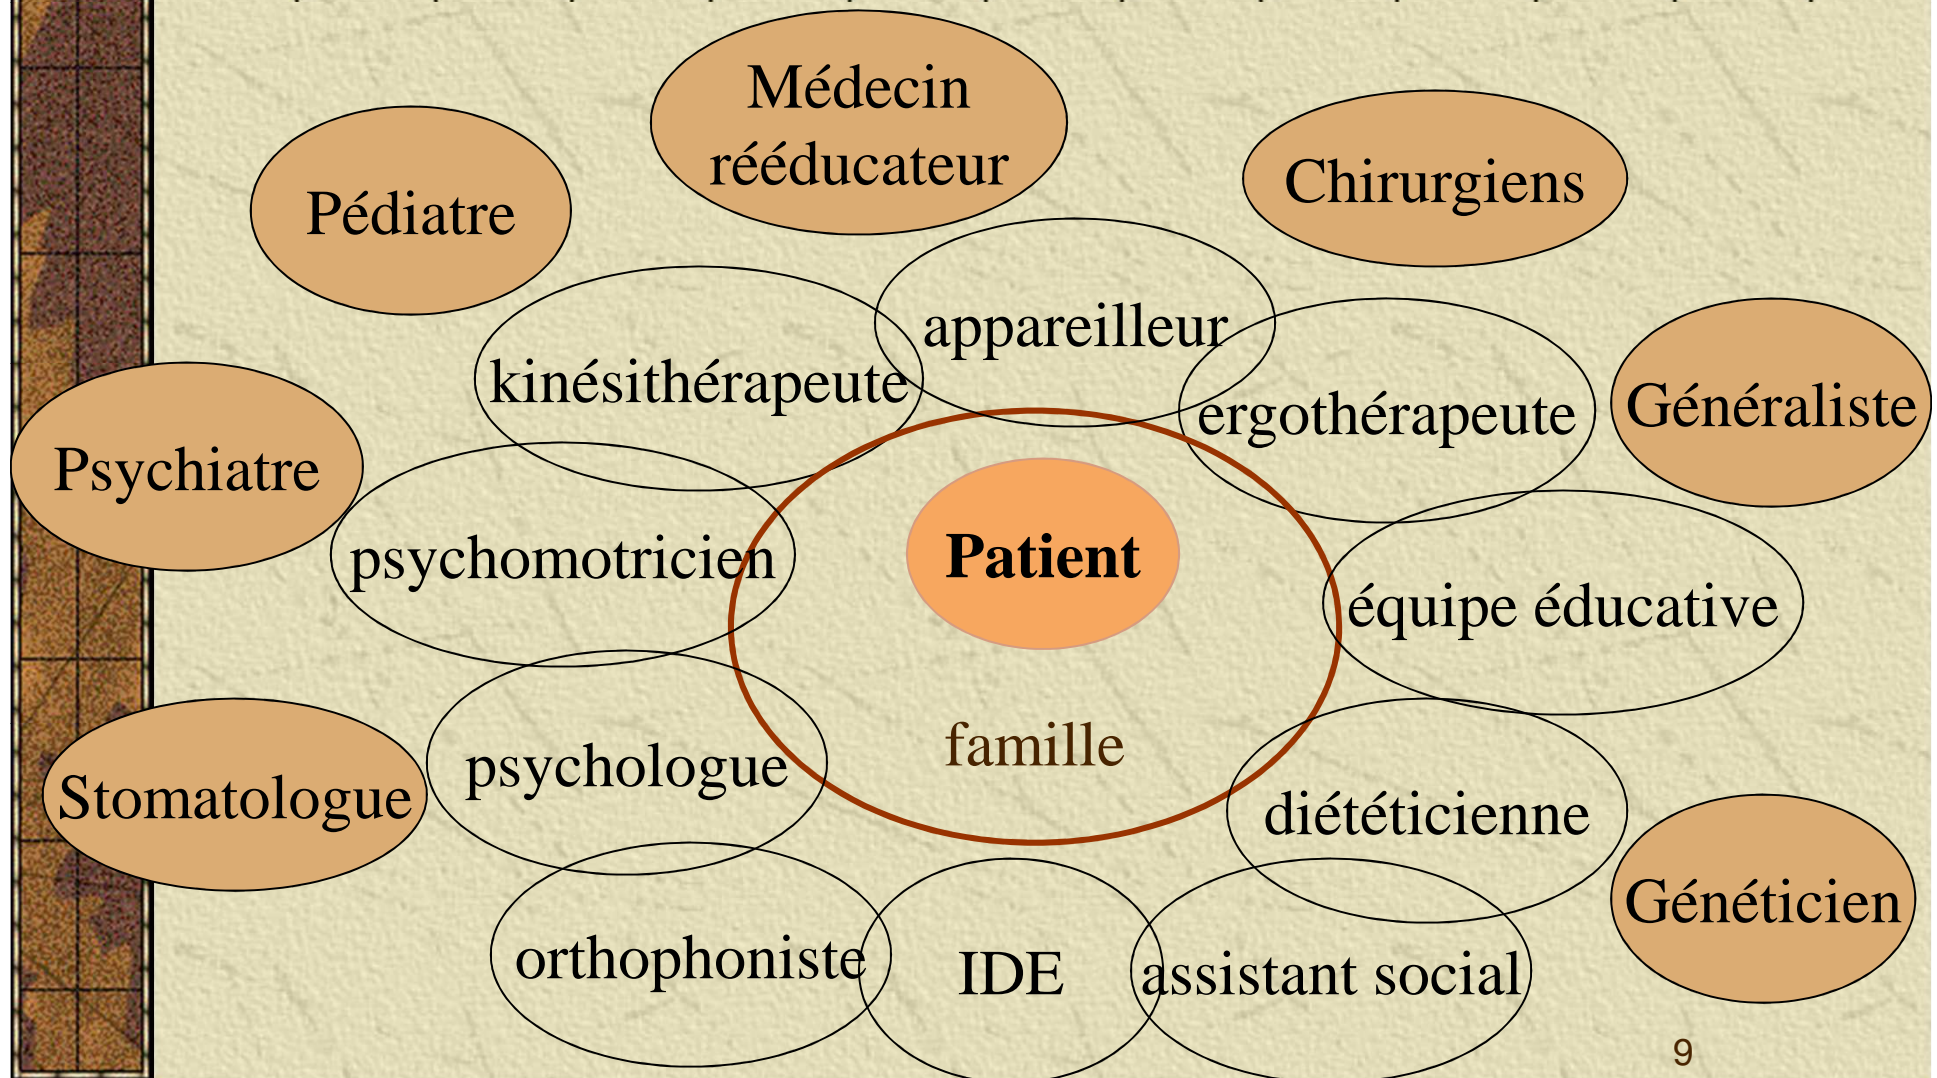 Médecin
rééducateur
Chirurgiens
Pédiatre
appareilleur
kinésithérapeute
ergothérapeute
Généraliste
Psychiatre
psychomotricien
Patient
équipe éducative
famille
psychologue
Stomatologue
diététicienne
Généticien
orthophoniste
IDE
assistant social
9